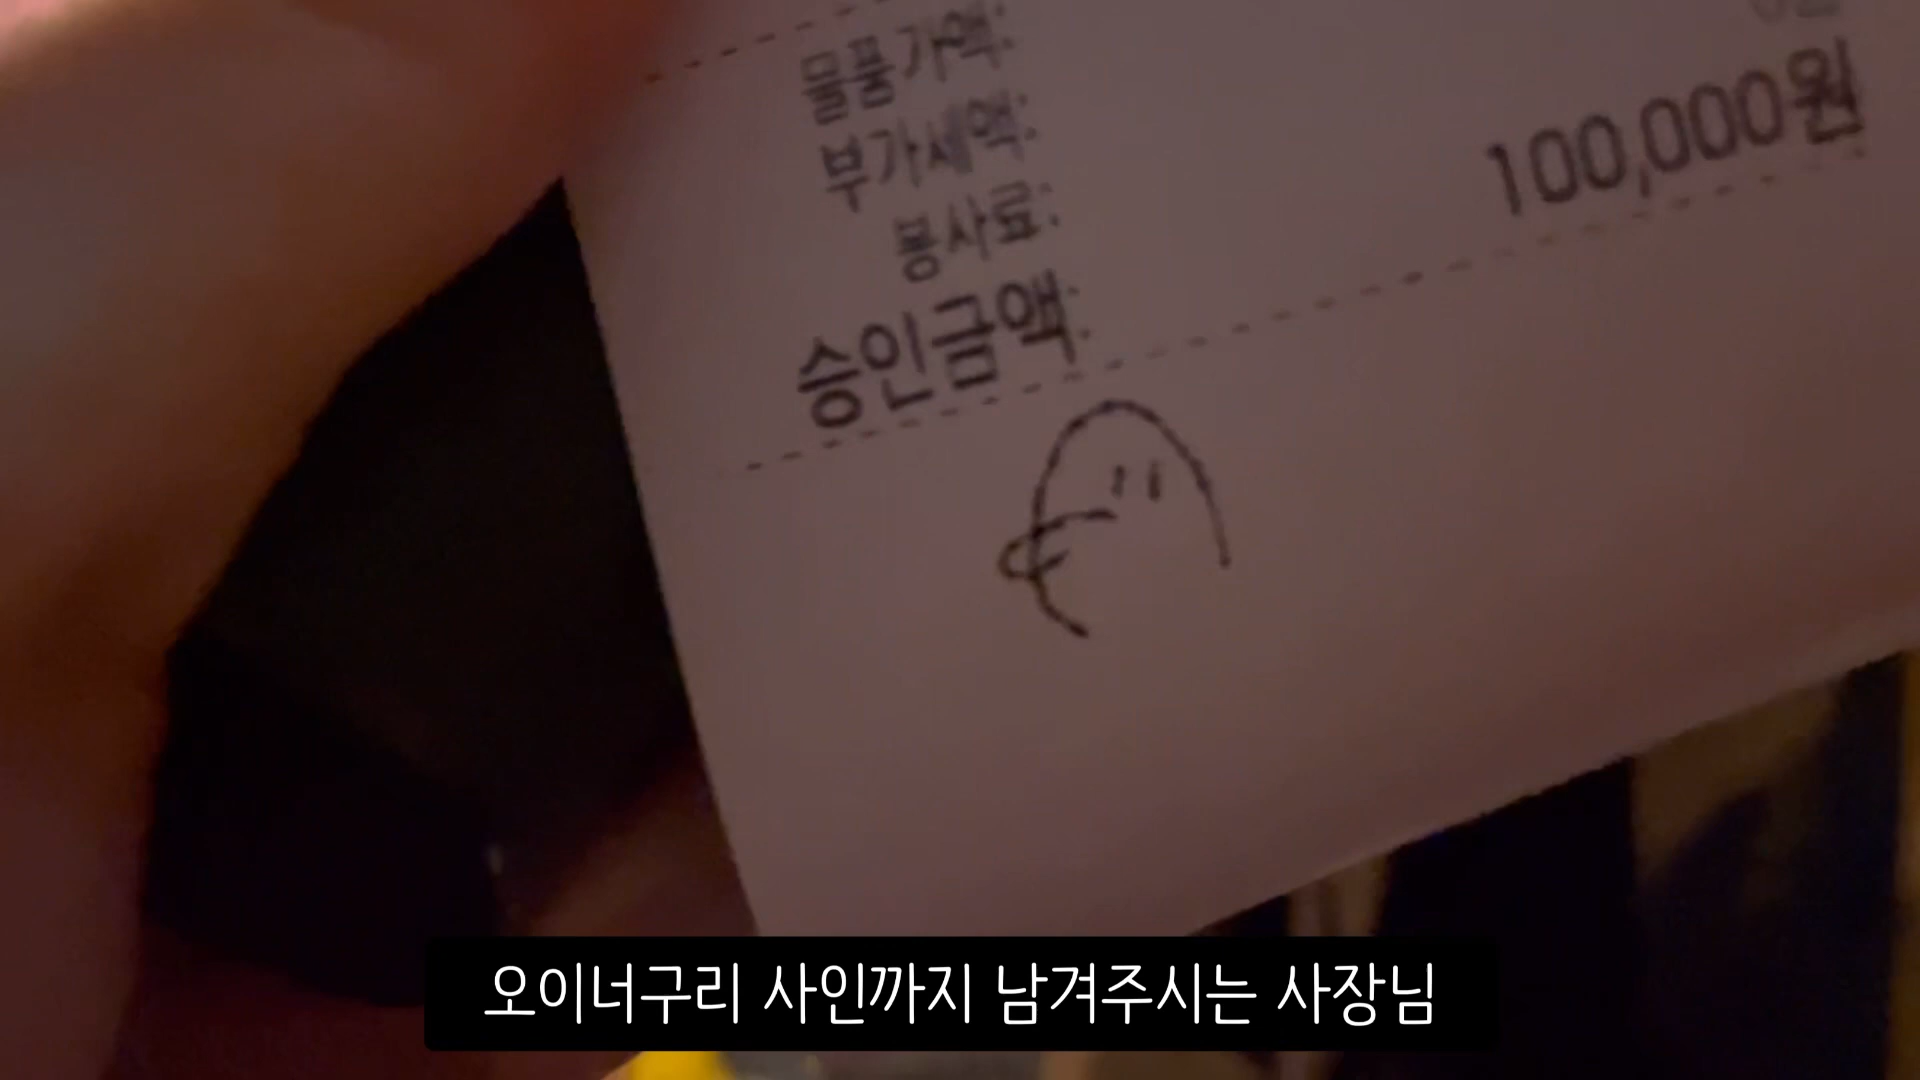 물품가액:
부가세액:
봉사료:
승인금액: 100,000원
오이너구리 사인까지 남겨주시는 사장님